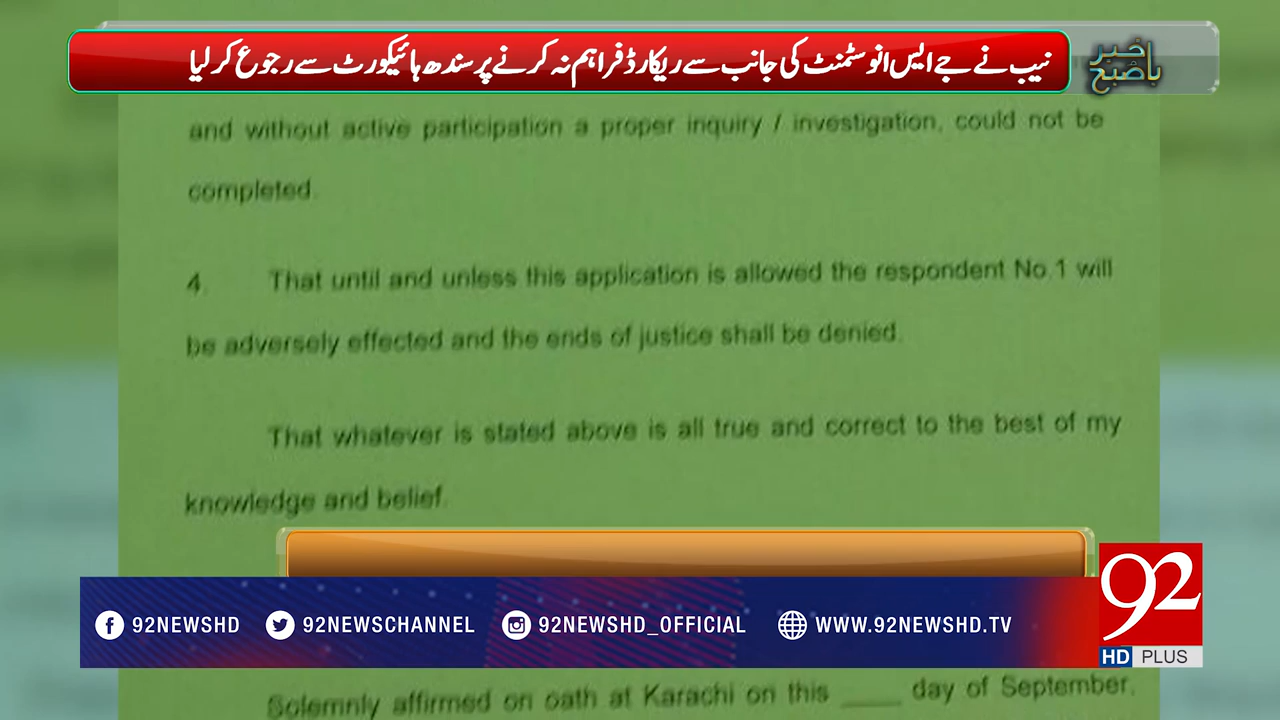 نیب نے جے ایس انوسٹمنٹ کی جانب سے ریکارڈ فراہم نہ کرنے پر سندھ ہائیکورٹ سے رجوع کر لیا
باخبر صبح
and without active participation a proper inquiry / investigation, could not be
completed.
4. That until and unless this application is allowed the respondent No.1 will
be adversely effected and the ends of justice shall be denied.
That whatever is stated above is all true and correct to the best of my
knowledge and belief.
92NEWSHD 92NEWSCHANNEL 92NEWSHD_OFFICIAL WWW.92NEWSHD.TV
92
HD PLUS
Solemnly affirmed on oath at Karachi on this ____ day of September,